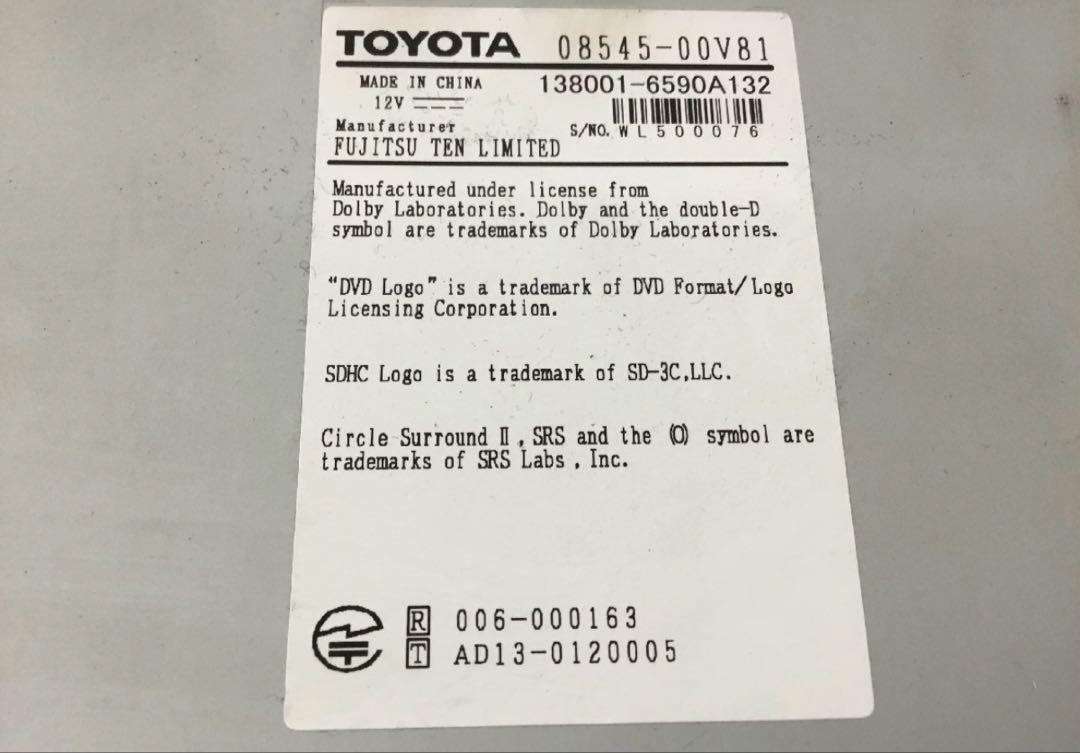 TOYOTA 08545-00V81
MADE IN CHINA 138001-6590A132
12V
Manufacturer S/NO. WL500076
FUJITSU TEN LIMITED
Manufactured under license from
Dolby Laboratories. Dolby and the double-D
symbol are trademarks of Dolby Laboratories.
"DVD Logo" is a trademark of DVD Format/Logo
Licensing Corporation.
SDHC Logo is a trademark of SD-3C,LLC.
Circle Surround Ⅱ, SRS and the (O) symbol are
trademarks of SRS Labs, Inc.
R 006-000163
T AD13-0120005